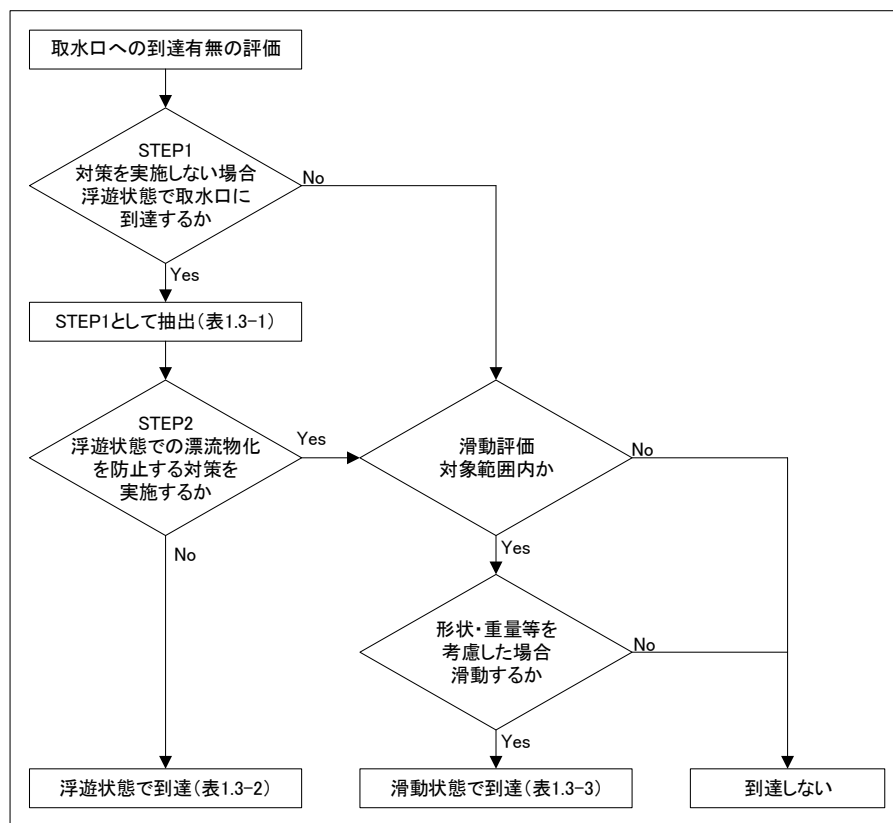 取水口への到達有無の評価
STEP1
対策を実施しない場合
浮遊状態で取水口に
到達するか
No
Yes
STEP1として抽出(表1.3-1)
STEP2
浮遊状態での漂流物化
を防止する対策を
実施するか
Yes
滑動評価
対象範囲内か
No
No
Yes
形状・重量等を
考慮した場合
滑動するか
No
Yes
浮遊状態で到達(表1.3-2)
滑動状態で到達(表1.3-3)
到達しない